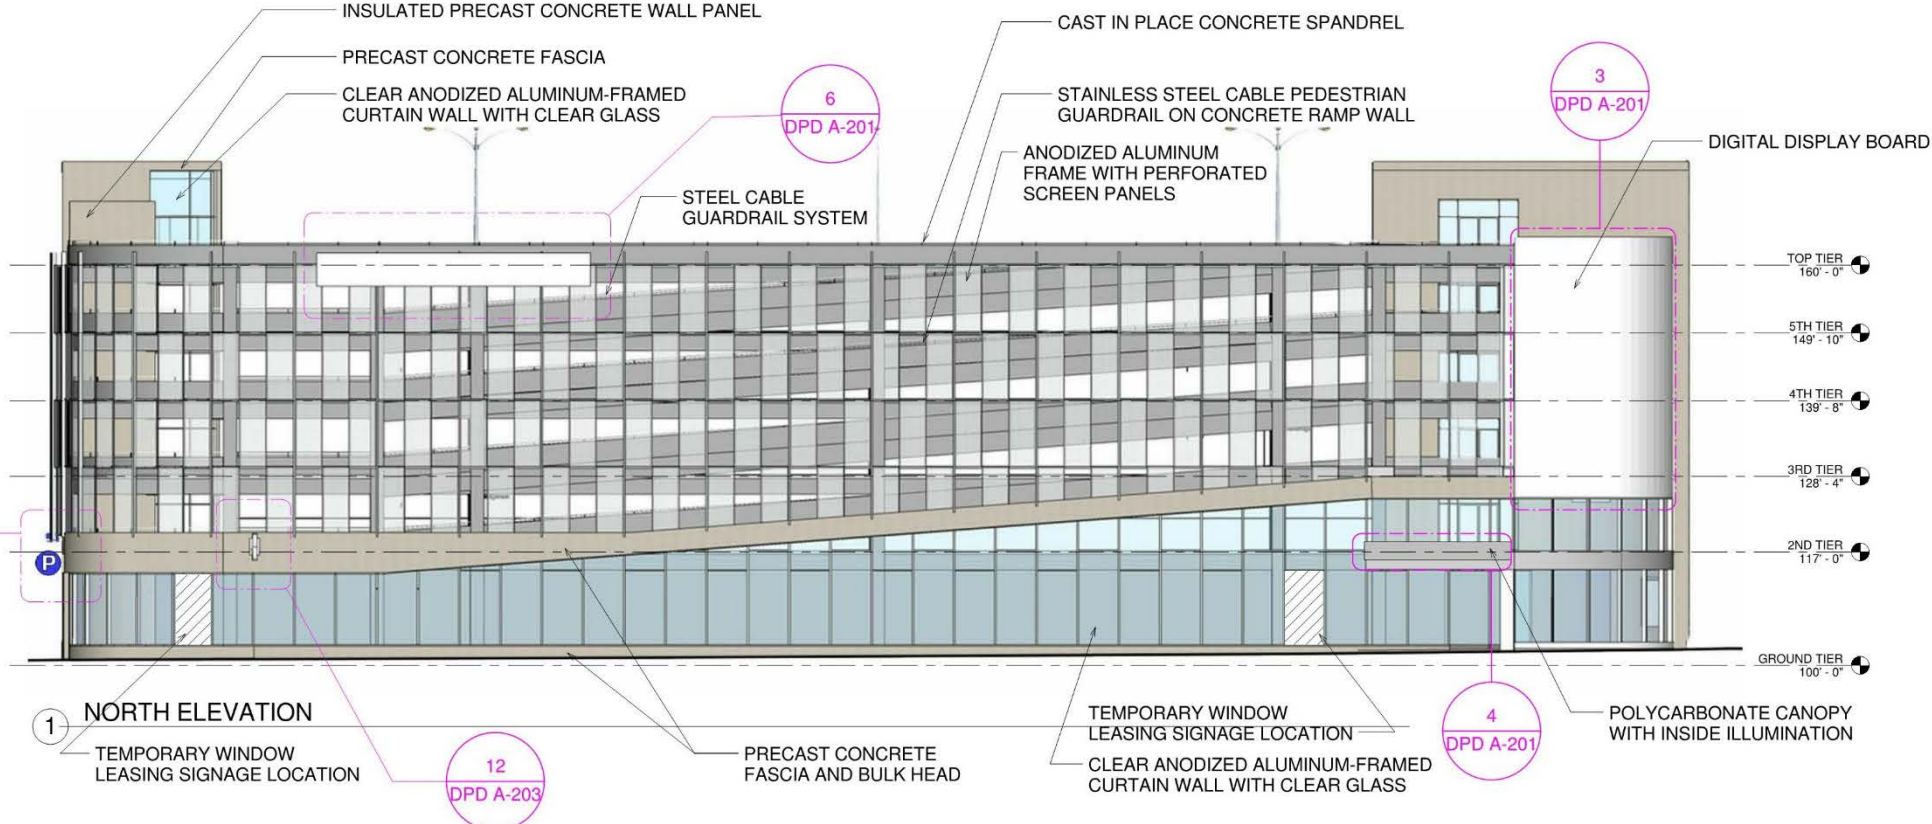 INSULATED PRECAST CONCRETE WALL PANEL
PRECAST CONCRETE FASCIA
CLEAR ANODIZED ALUMINUM-FRAMED
CURTAIN WALL WITH CLEAR GLASS
6
DPD A-201
STEEL CABLE
GUARDRAIL SYSTEM
CAST IN PLACE CONCRETE SPANDREL
STAINLESS STEEL CABLE PEDESTRIAN
GUARDRAIL ON CONCRETE RAMP WALL
ANODIZED ALUMINUM
FRAME WITH PERFORATED
SCREEN PANELS
3
DPD A-201
DIGITAL DISPLAY BOARD
TOP TIER
160' - 0"
5TH TIER
149' - 10"
4TH TIER
139' - 8"
3RD TIER
128' - 4"
2ND TIER
117' - 0"
GROUND TIER
100' - 0"
P
1
NORTH ELEVATION
TEMPORARY WINDOW
LEASING SIGNAGE LOCATION
12
DPD A-203
PRECAST CONCRETE
FASCIA AND BULK HEAD
TEMPORARY WINDOW
LEASING SIGNAGE LOCATION
CLEAR ANODIZED ALUMINUM-FRAMED
CURTAIN WALL WITH CLEAR GLASS
4
DPD A-201
POLYCARBONATE CANOPY
WITH INSIDE ILLUMINATION